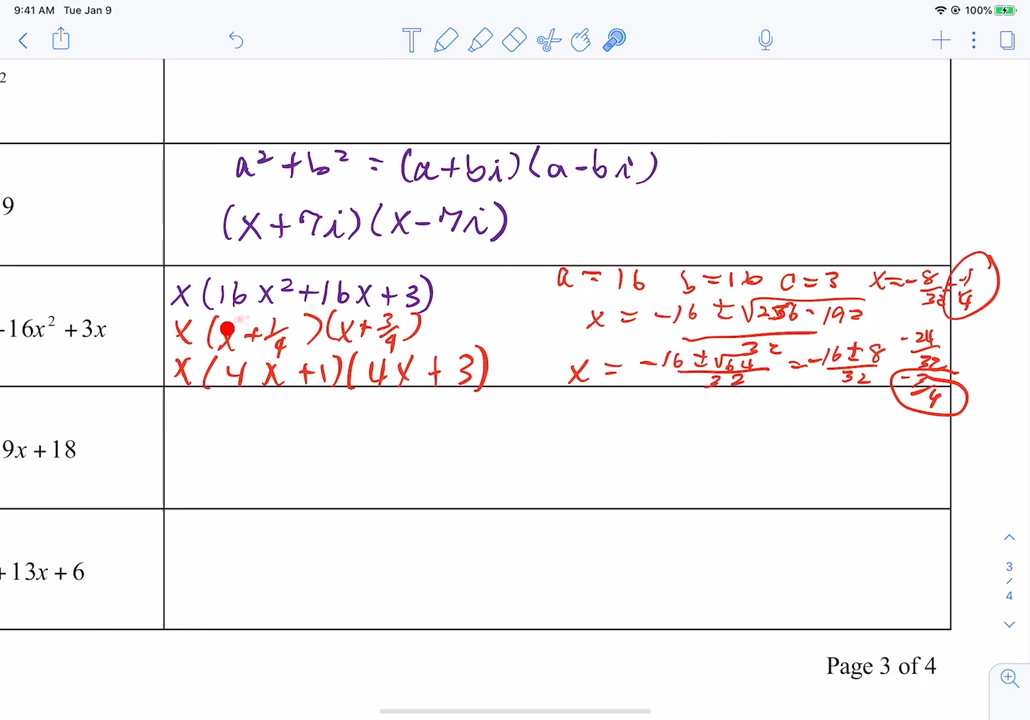 9:41 AM Tue Jan 9
100%
2
a² + b² = (a+bi)(a-bi)
9
(x+7i)(x-7i)
x(16x²+16x+3)
a = 16 b = 16 c = 3 x = -8/32 = -1/4
-16x² + 3x
x(x+1/4)(x+3/4)
x = -16 ± √256-192 / 32
x(4x+1)(4x+3)
x = -16 ± √64 / 32 = -16 ± 8 / 32
-24/32
-3/4
9x + 18
+13x + 6
3
/
4
Page 3 of 4